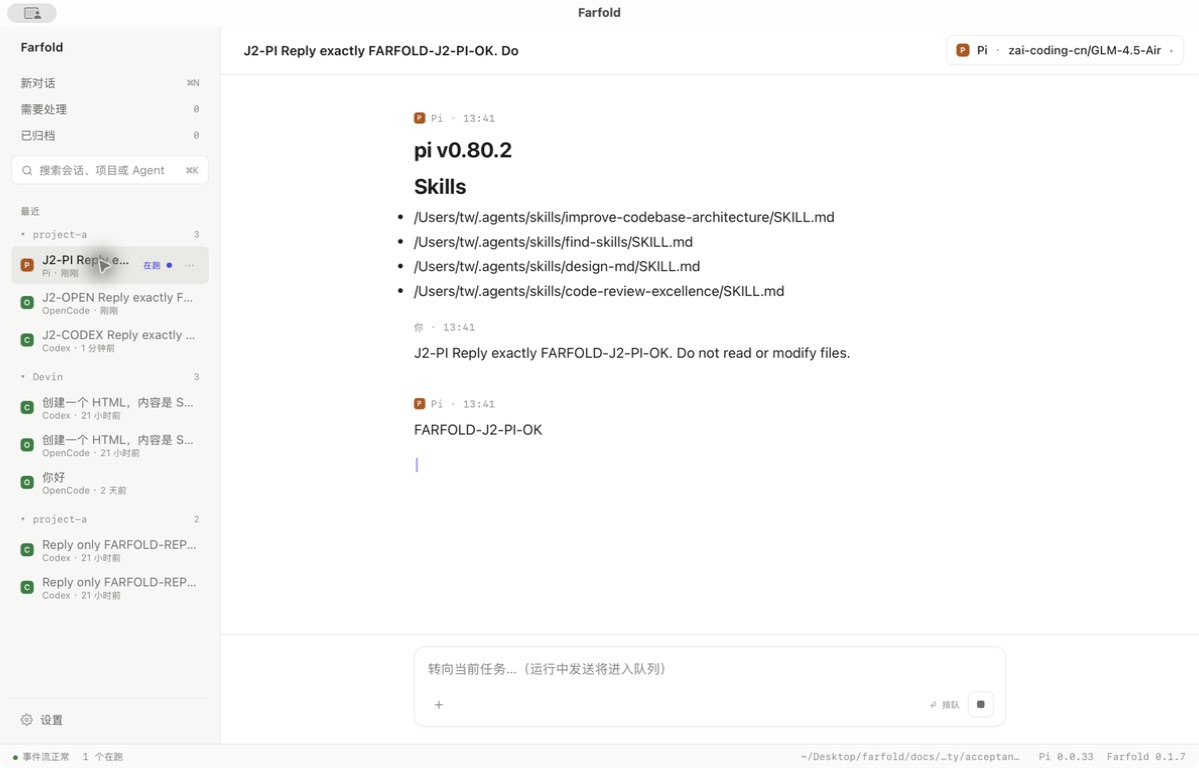 Farfold
Farfold
新对话 ⌘N
需要处理 0
已归档 0
搜索会话、项目或 Agent ⌘K
最近
project-a 3
J2-PI Reply e... 在跑
Pi · 刚刚
J2-OPEN Reply exactly F...
OpenCode · 刚刚
J2-CODEX Reply exactly ...
Codex · 1 分钟前
Devin 3
创建一个 HTML，内容是 S...
Codex · 21 小时前
创建一个 HTML，内容是 S...
OpenCode · 21 小时前
你好
OpenCode · 2 天前
project-a 2
Reply only FARFOLD-REP...
Codex · 21 小时前
Reply only FARFOLD-REP...
Codex · 21 小时前
设置
J2-PI Reply exactly FARFOLD-J2-PI-OK. Do
P Pi · zai-coding-cn/GLM-4.5-Air
P Pi · 13:41
pi v0.80.2
Skills
• /Users/tw/.agents/skills/improve-codebase-architecture/SKILL.md
• /Users/tw/.agents/skills/find-skills/SKILL.md
• /Users/tw/.agents/skills/design-md/SKILL.md
• /Users/tw/.agents/skills/code-review-excellence/SKILL.md
你 · 13:41
J2-PI Reply exactly FARFOLD-J2-PI-OK. Do not read or modify files.
P Pi · 13:41
FARFOLD-J2-PI-OK
转向当前任务...（运行中发送将进入队列）
+ ⏎ 排队
事件流正常 1 个在跑 ~/Desktop/farfold/docs/…ty/acceptan… Pi 0.0.33 Farfold 0.1.7